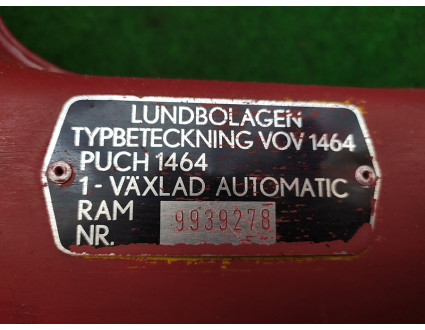 LUNDBOLAGEN
TYPBETECKNING VOV 1464
PUCH 1464
1-VÄXLAD AUTOMATIC
RAM
NR. 9939278